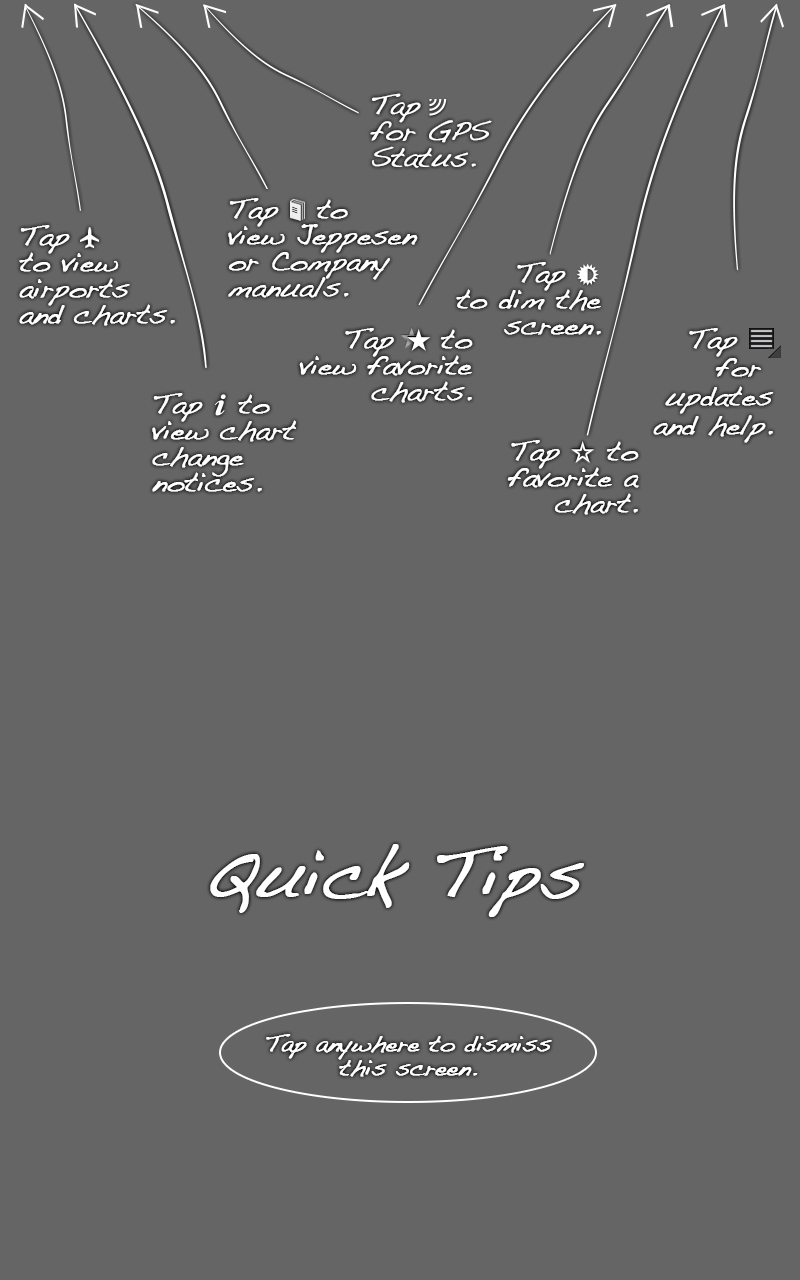 Tap
for GPS
Status.
Tap to
view Jeppesen
or Company
manuals.
Tap
to view
airports
and charts.
Tap
to dim the
screen.
Tap to
view favorite
charts.
Tap
for
updates
and help.
Tap i to
view chart
change
notices.
Tap to
favorite a
chart.
Quick Tips
Tap anywhere to dismiss
this screen.